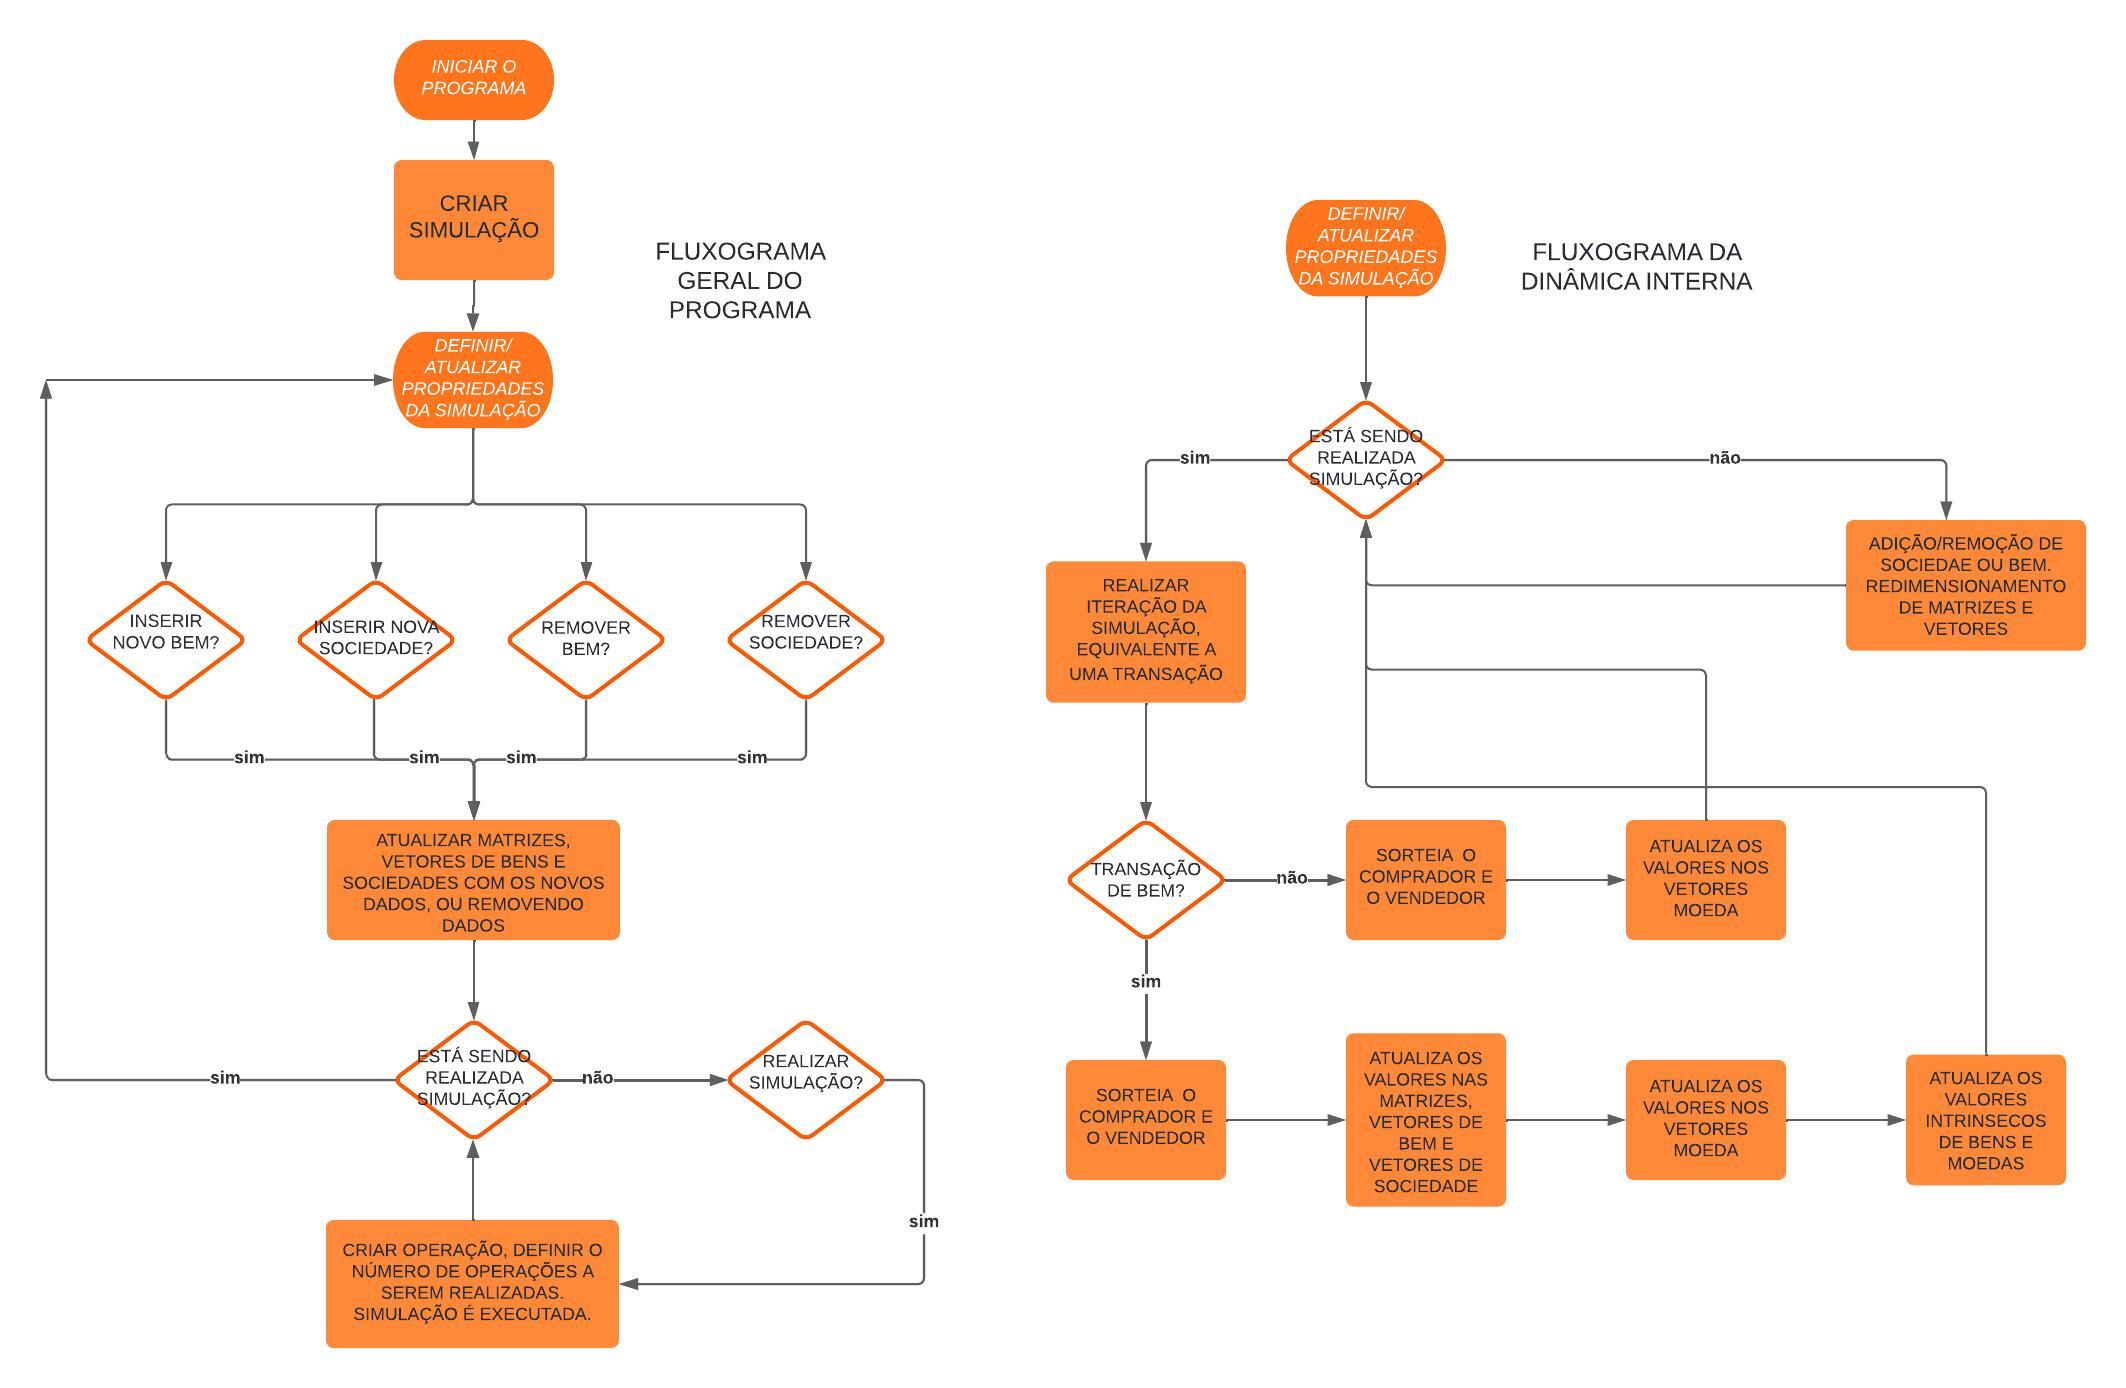 INICIAR O
PROGRAMA
CRIAR
SIMULAÇÃO
FLUXOGRAMA
GERAL DO
PROGRAMA
DEFINIR/
ATUALIZAR
PROPRIEDADES
DA SIMULAÇÃO
INSERIR
NOVO BEM?
INSERIR NOVA
SOCIEDADE?
REMOVER
BEM?
REMOVER
SOCIEDADE?
sim
sim
sim
sim
ATUALIZAR MATRIZES,
VETORES DE BENS E
SOCIEDADES COM OS NOVOS
DADOS, OU REMOVENDO
DADOS
ESTÁ SENDO
REALIZADA
SIMULAÇÃO?
sim
não
REALIZAR
SIMULAÇÃO?
sim
CRIAR OPERAÇÃO, DEFINIR O
NÚMERO DE OPERAÇÕES A
SEREM REALIZADAS.
SIMULAÇÃO É EXECUTADA.
DEFINIR/
ATUALIZAR
PROPRIEDADES
DA SIMULAÇÃO
FLUXOGRAMA DA
DINÂMICA INTERNA
ESTÁ SENDO
REALIZADA
SIMULAÇÃO?
sim
não
ADIÇÃO/REMOÇÃO DE
SOCIEDAE OU BEM.
REDIMENSIONAMENTO
DE MATRIZES E
VETORES
REALIZAR
ITERAÇÃO DA
SIMULAÇÃO,
EQUIVALENTE A
UMA TRANSAÇÃO
TRANSAÇÃO
DE BEM?
não
SORTEIA O
COMPRADOR E
O VENDEDOR
ATUALIZA OS
VALORES NOS
VETORES
MOEDA
sim
SORTEIA O
COMPRADOR E
O VENDEDOR
ATUALIZA OS
VALORES NAS
MATRIZES,
VETORES DE
BEM E
VETORES DE
SOCIEDADE
ATUALIZA OS
VALORES NOS
VETORES
MOEDA
ATUALIZA OS
VALORES
INTRINSECOS
DE BENS E
MOEDAS